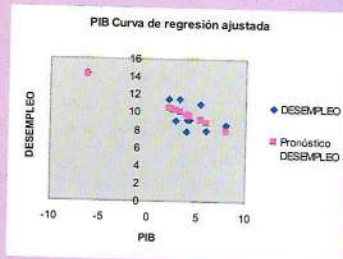 PIB Curva de regresión ajustada
DESEMPLEO
16
14
12
10
8
6
4
2
0
-10
-5
0
5
10
PIB
DESEMPLEO
Pronóstico
DESEMPLEO